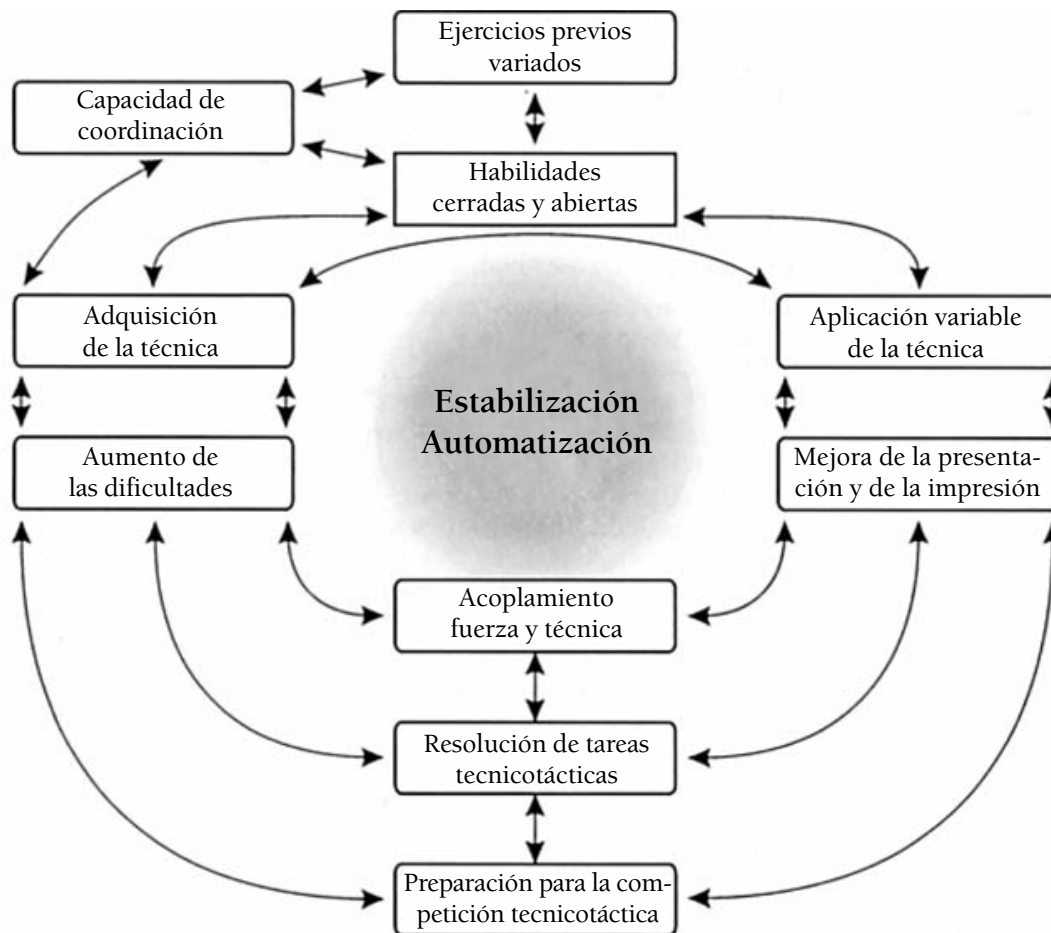 Ejercicios previos
variados
Capacidad de
coordinación
Habilidades
cerradas y abiertas
Adquisición
de la técnica
Aplicación variable
de la técnica
Estabilización
Automatización
Aumento de
las dificultades
Mejora de la presenta-
ción y de la impresión
Acoplamiento
fuerza y técnica
Resolución de tareas
tecnicotácticas
Preparación para la com-
petición tecnicotáctica